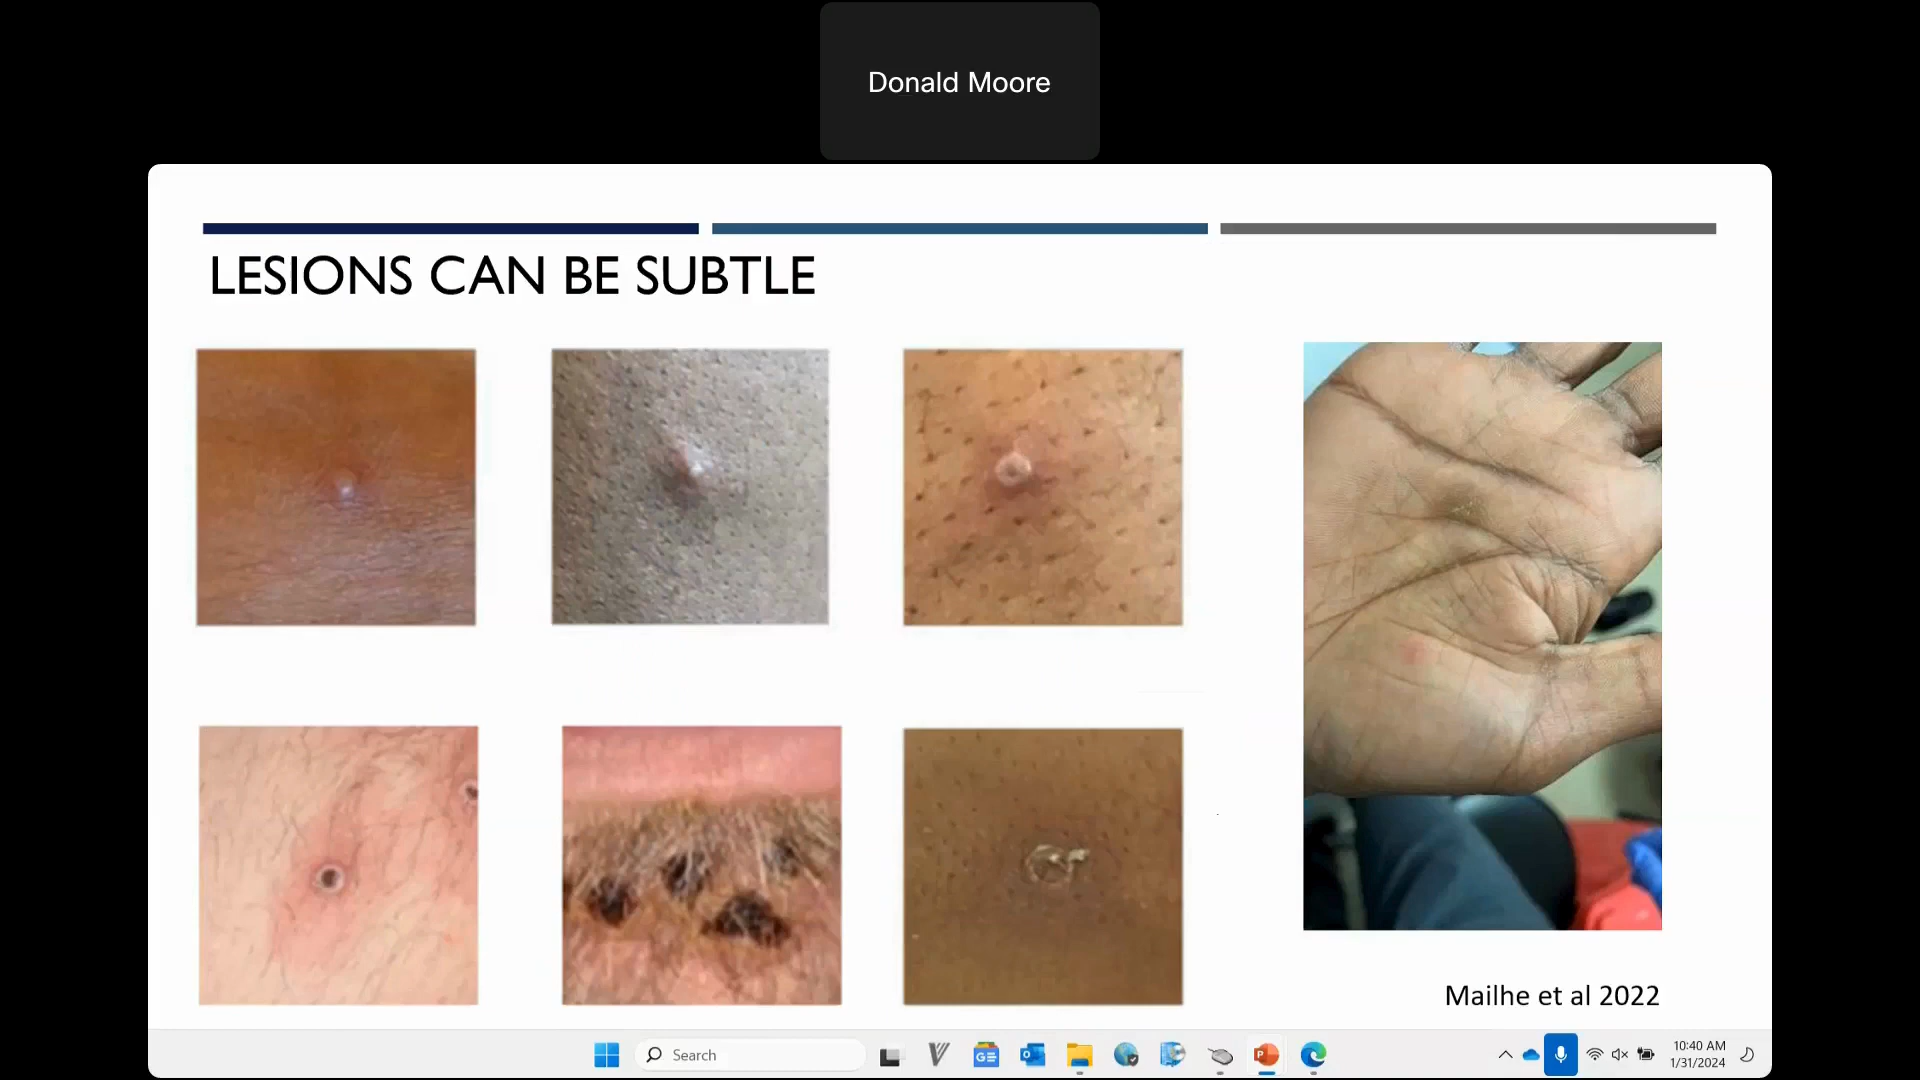 Donald Moore
LESIONS CAN BE SUBTLE
Mailhe et al 2022
Search
10:40 AM
1/31/2024